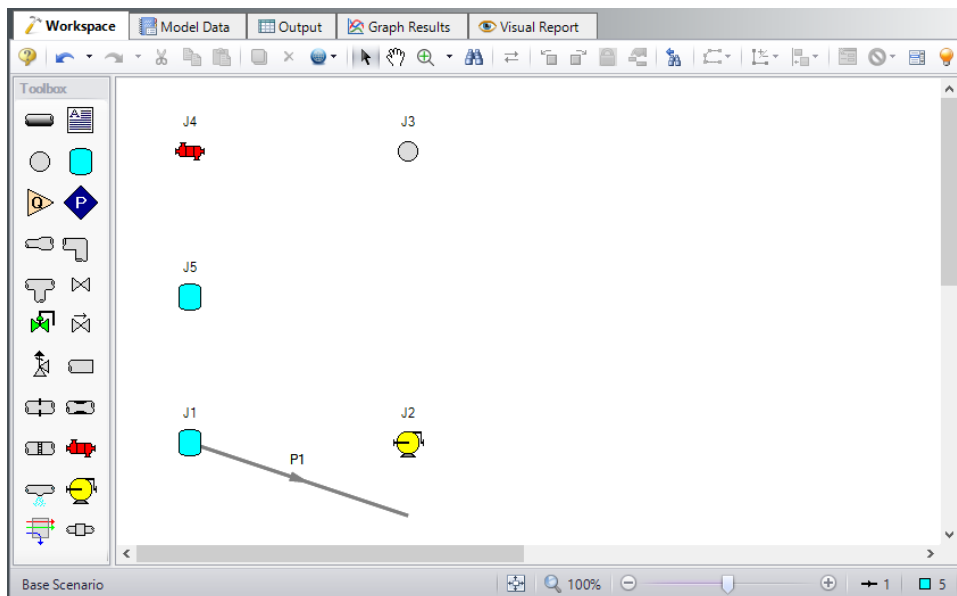 Workspace Model Data Output Graph Results Visual Report
Toolbox
A
Q P
J4 J3
J5
J1 J2
P1
Base Scenario 100% 1 5